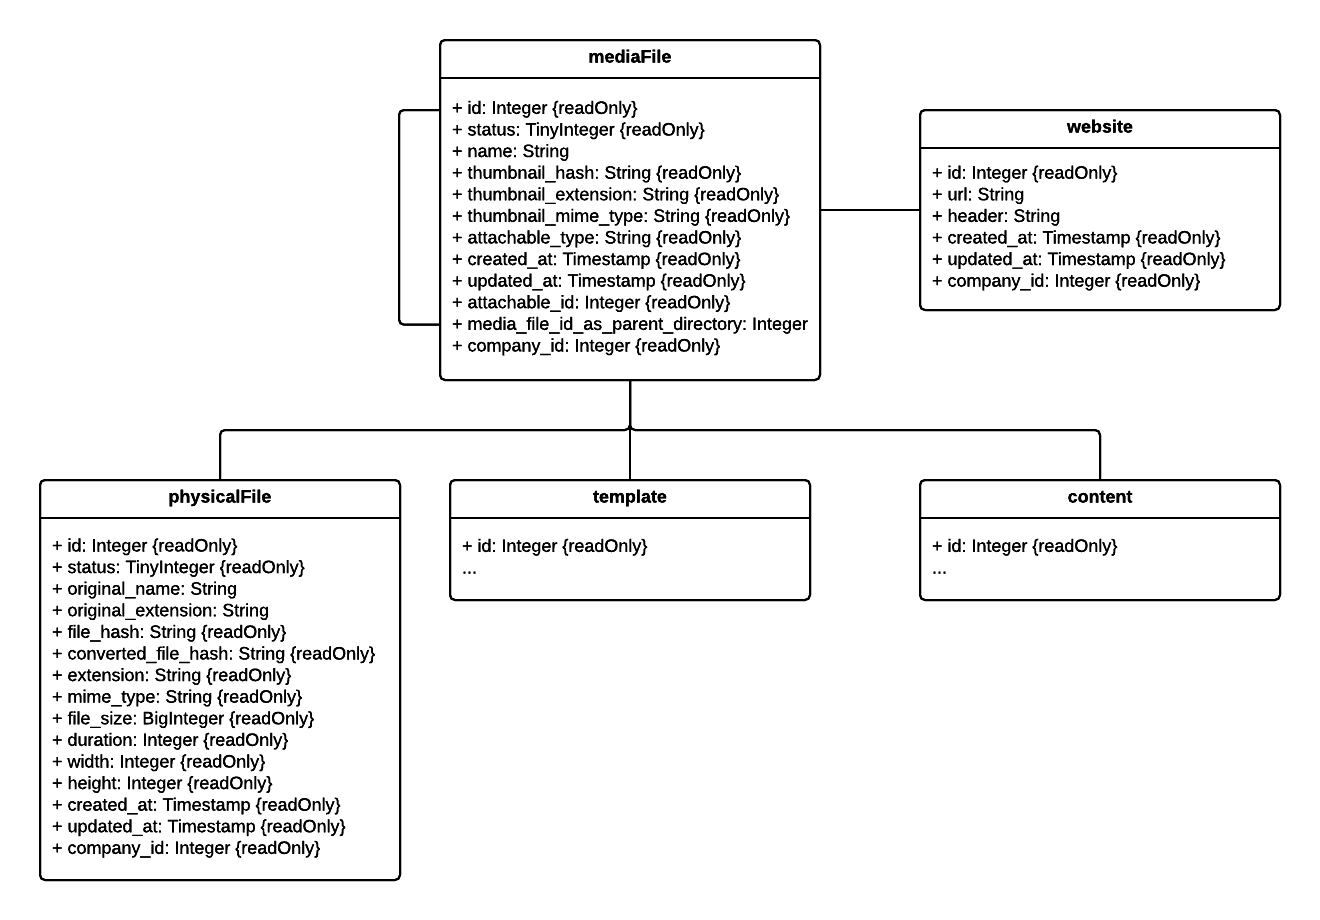 mediaFile
+ id: Integer {readOnly}
+ status: TinyInteger {readOnly}
+ name: String
+ thumbnail_hash: String {readOnly}
+ thumbnail_extension: String {readOnly}
+ thumbnail_mime_type: String {readOnly}
+ attachable_type: String {readOnly}
+ created_at: Timestamp {readOnly}
+ updated_at: Timestamp {readOnly}
+ attachable_id: Integer {readOnly}
+ media_file_id_as_parent_directory: Integer
+ company_id: Integer {readOnly}
website
+ id: Integer {readOnly}
+ url: String
+ header: String
+ created_at: Timestamp {readOnly}
+ updated_at: Timestamp {readOnly}
+ company_id: Integer {readOnly}
physicalFile
+ id: Integer {readOnly}
+ status: TinyInteger {readOnly}
+ original_name: String
+ original_extension: String
+ file_hash: String {readOnly}
+ converted_file_hash: String {readOnly}
+ extension: String {readOnly}
+ mime_type: String {readOnly}
+ file_size: BigInteger {readOnly}
+ duration: Integer {readOnly}
+ width: Integer {readOnly}
+ height: Integer {readOnly}
+ created_at: Timestamp {readOnly}
+ updated_at: Timestamp {readOnly}
+ company_id: Integer {readOnly}
template
+ id: Integer {readOnly}
...
content
+ id: Integer {readOnly}
...